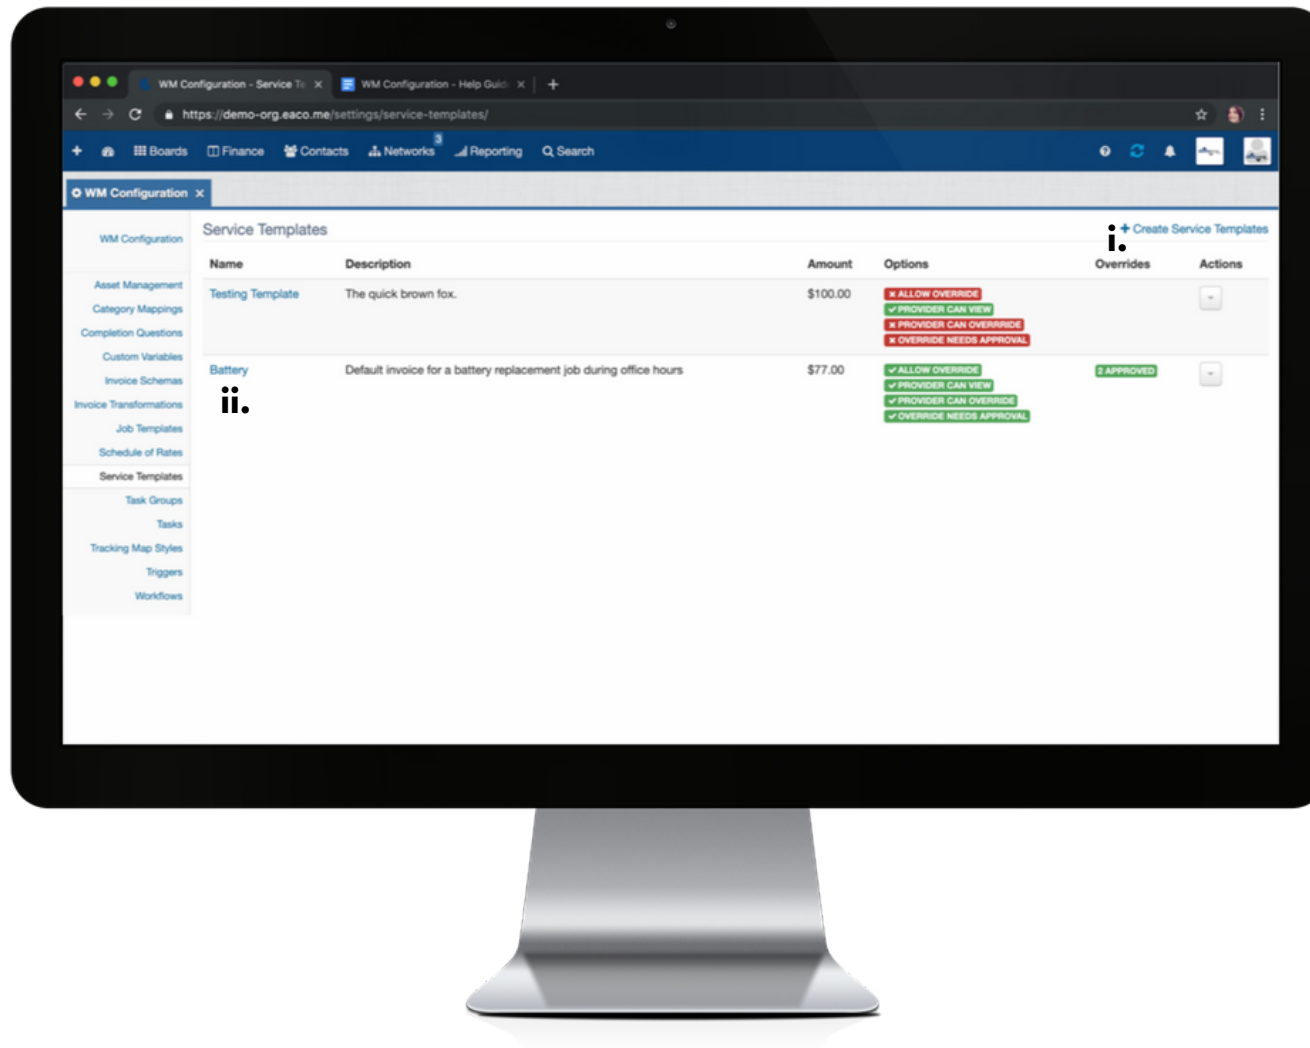 WM Configuration - Service Te
WM Configuration - Help Guid
https://demo-org.eaco.me/settings/service-templates/
Boards Finance Contacts Networks 3 Reporting Search
WM Configuration
WM Configuration
Service Templates
i.
+ Create Service Templates
Name Description Amount Options Overrides Actions
Asset Management
Category Mappings
Completion Questions
Custom Variables
Invoice Schemas
Invoice Transformations
Job Templates
Schedule of Rates
Service Templates
Task Groups
Tasks
Tracking Map Styles
Triggers
Workflows
Testing Template The quick brown fox. $100.00
ALLOW OVERRIDE
PROVIDER CAN VIEW
PROVIDER CAN OVERRRIDE
OVERRIDE NEEDS APPROVAL
Battery Default invoice for a battery replacement job during office hours $77.00
ALLOW OVERRIDE
PROVIDER CAN VIEW
PROVIDER CAN OVERRIDE
OVERRIDE NEEDS APPROVAL
2 APPROVED
ii.